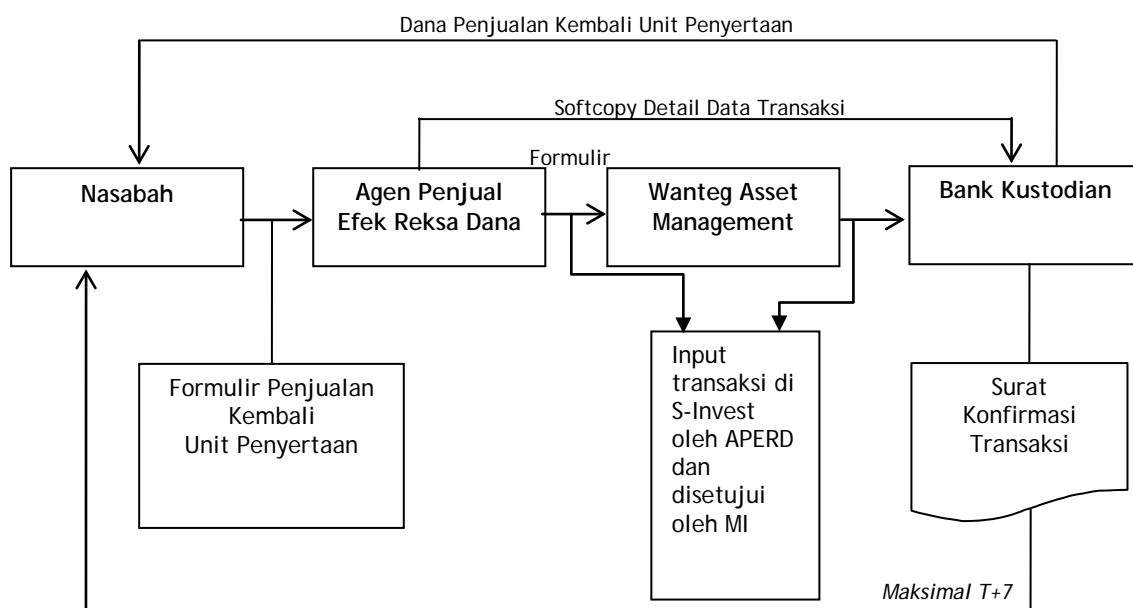 Dana Penjualan Kembali Unit Penyertaan
Softcopy Detail Data Transaksi
Formulir
Nasabah
Agen Penjual
Efek Reksa Dana
Wanteg Asset
Management
Bank Kustodian
Formulir Penjualan
Kembali
Unit Penyertaan
Input
transaksi di
S-Invest
oleh APERD
dan
disetujui
oleh MI
Surat
Konfirmasi
Transaksi
Maksimal T+7